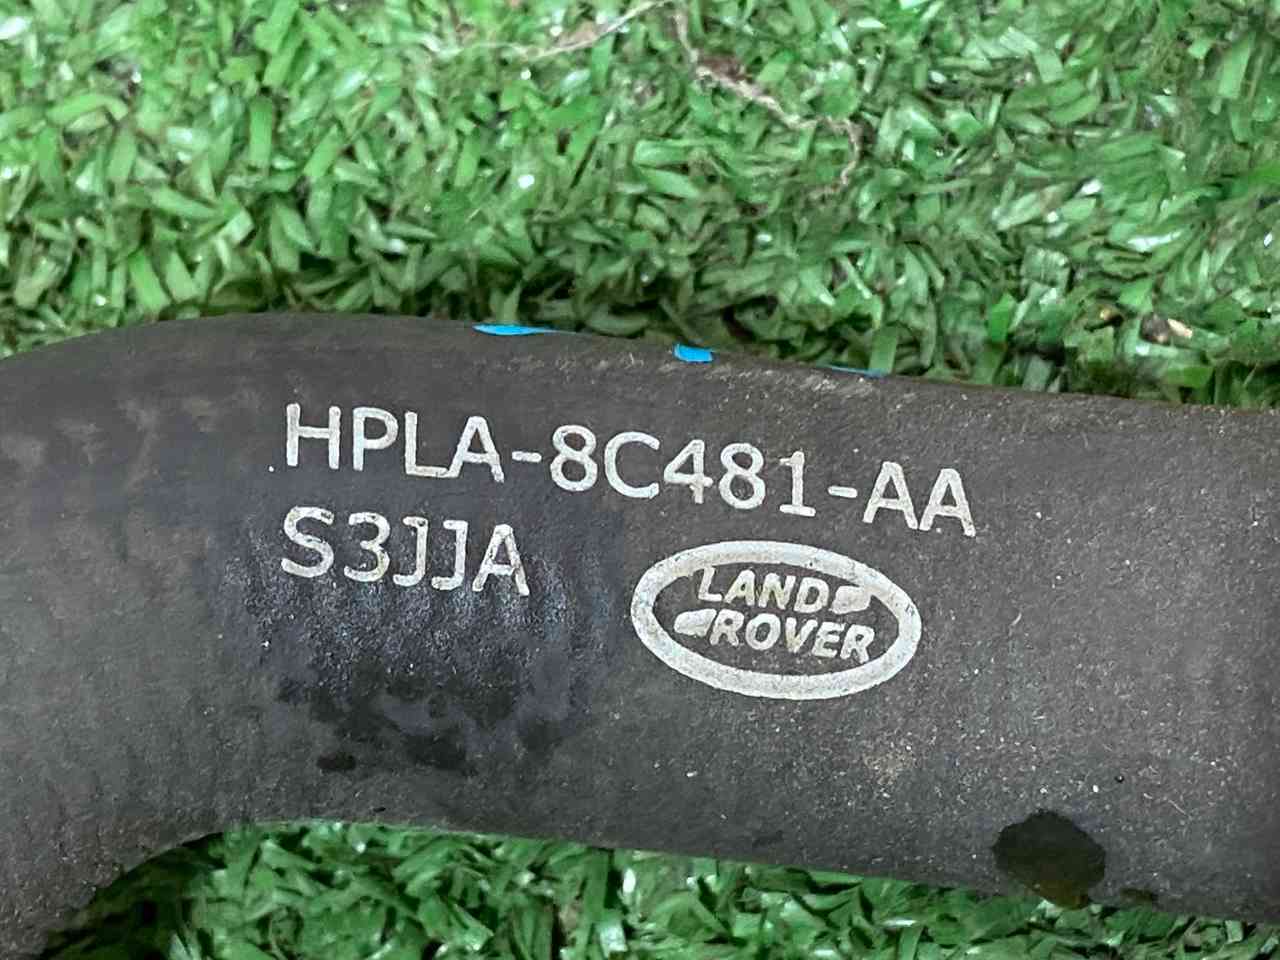 HPLA-8C481-AA
S3JJA
LAND
ROVER